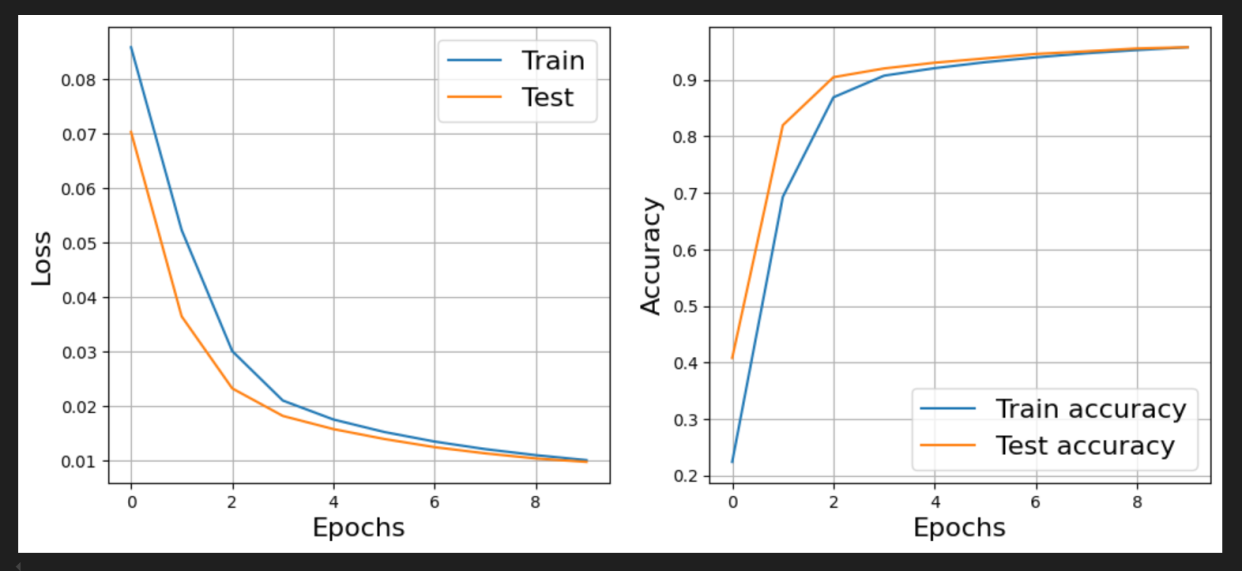 Train
Test
0.08
0.07
0.06
0.05
0.04
0.03
0.02
0.01
Loss
0 2 4 6 8
Epochs
0.9
0.8
0.7
0.6
0.5
0.4
0.3
0.2
Accuracy
Train accuracy
Test accuracy
0 2 4 6 8
Epochs